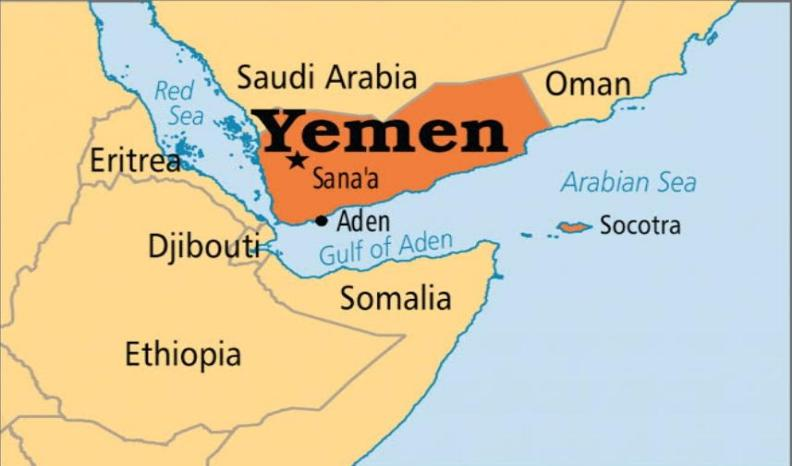 Saudi Arabia
Oman
Red
Sea
Yemen
Eritrea
Sana'a
Arabian Sea
Aden
Socotra
Djibouti
Gulf of Aden
Somalia
Ethiopia